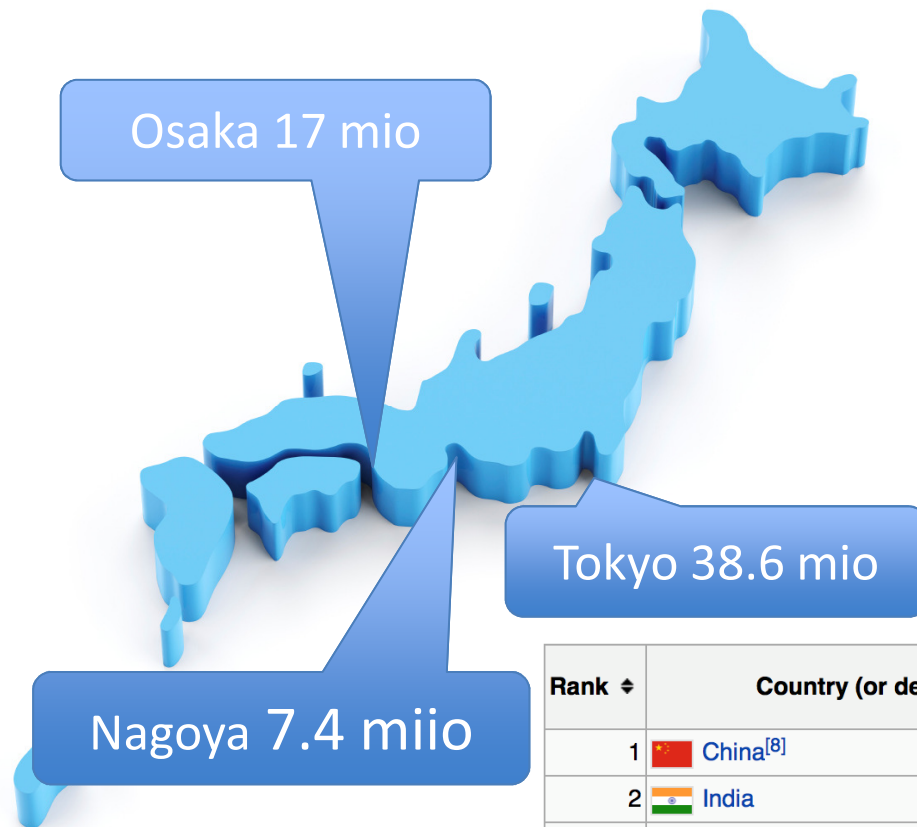 Osaka 17 mio
Tokyo 38.6 mio
Nagoya 7.4 miio
Rank Country (or de
1 China[8]
2 India